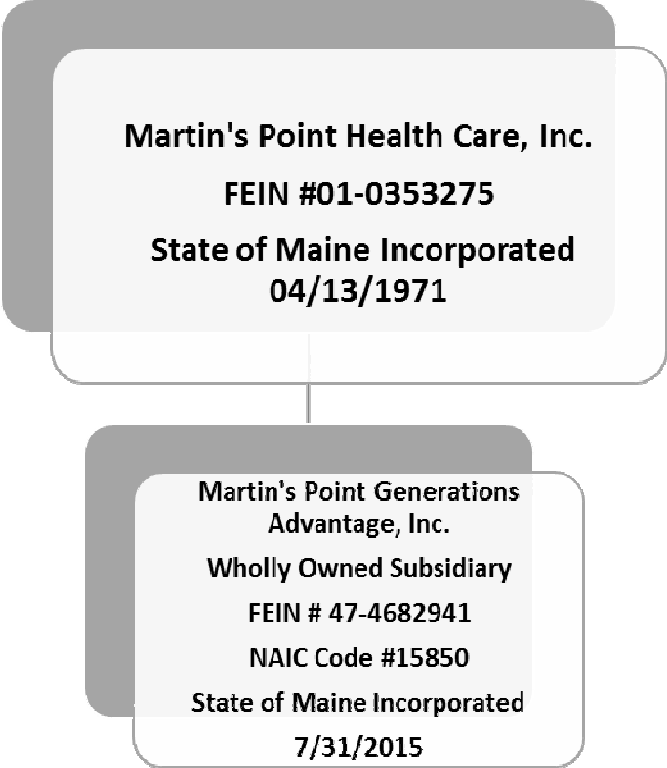 Martin's Point Health Care, Inc.
FEIN #01-0353275
State of Maine Incorporated
04/13/1971
Martin's Point Generations
Advantage, Inc.
Wholly Owned Subsidiary
FEIN # 47-4682941
NAIC Code #15850
State of Maine Incorporated
7/31/2015